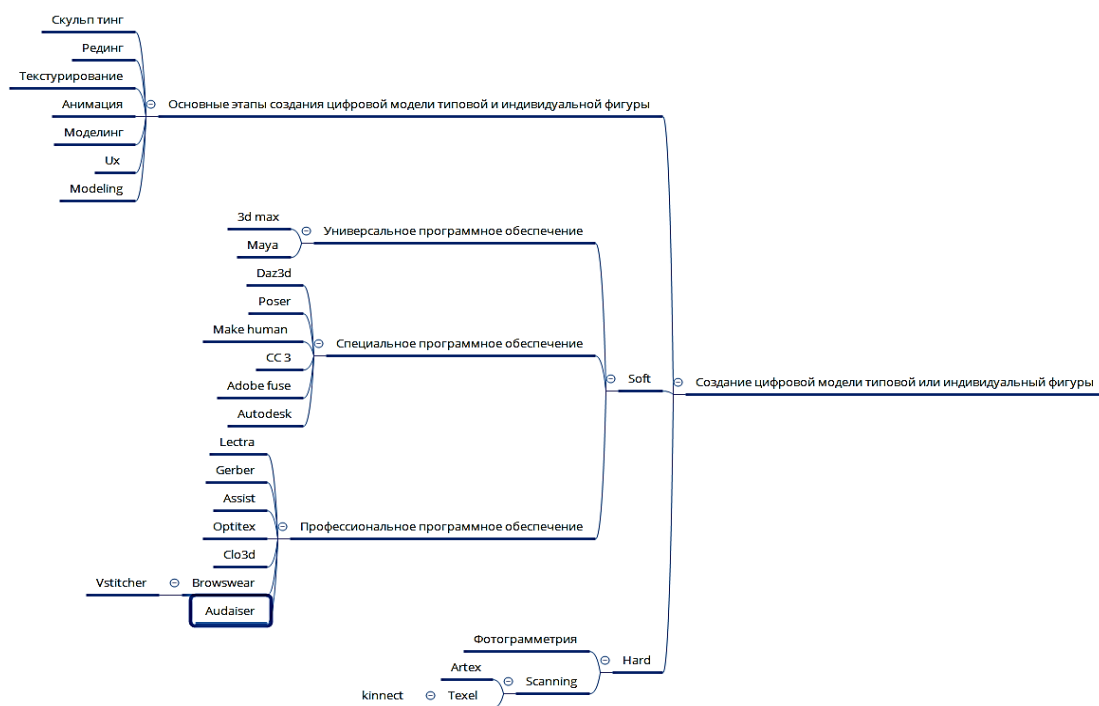 Скульп тинг
Рединг
Текстурирование
Анимация
Моделинг
Ux
Modeling
Основные этапы создания цифровой модели типовой и индивидуальной фигуры
3d max
Maya
Универсальное программное обеспечение
Daz3d
Poser
Make human
CC 3
Adobe fuse
Autodesk
Специальное программное обеспечение
Soft
Создание цифровой модели типовой или индивидуальный фигуры
Lectra
Gerber
Assist
Optitex
Clo3d
Vstitcher
Browswear
Audaiser
Профессиональное программное обеспечение
Фотограмметрия
Hard
Artex
Scanning
kinnect
Texel